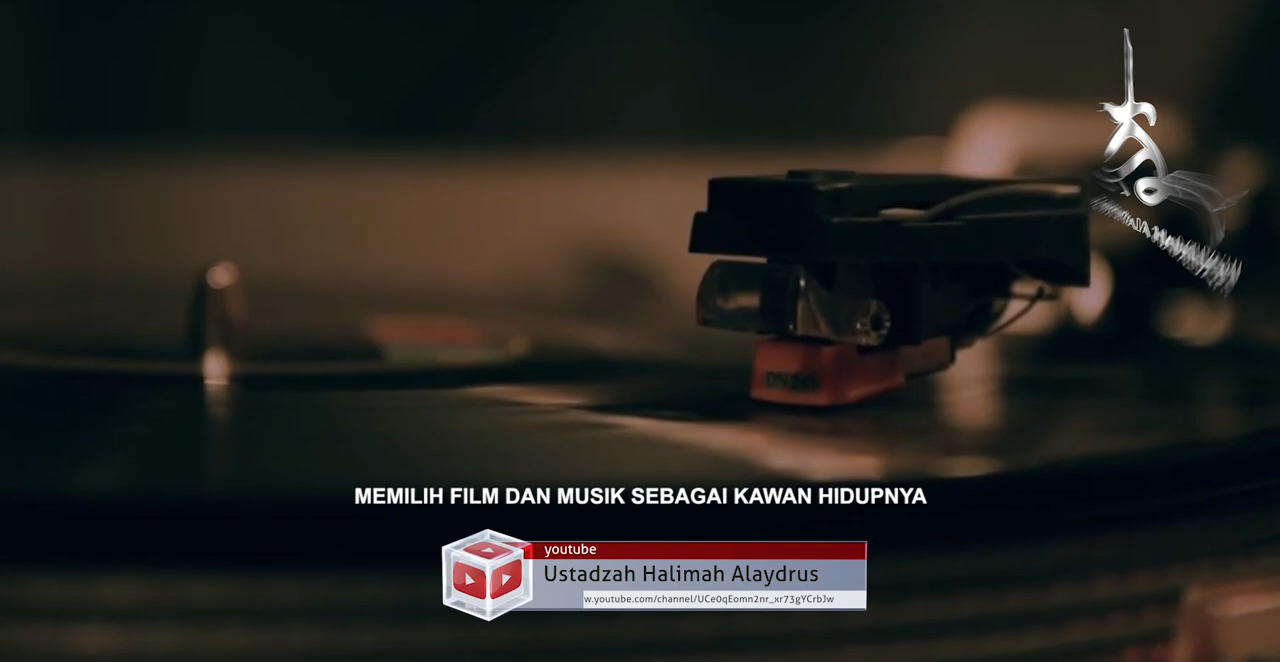 MEMILIH FILM DAN MUSIK SEBAGAI KAWAN HIDUPNYA
youtube
Ustadzah Halimah Alaydrus
w.youtube.com/channel/UCe0qEomn2nr_xr73gYCrbJw